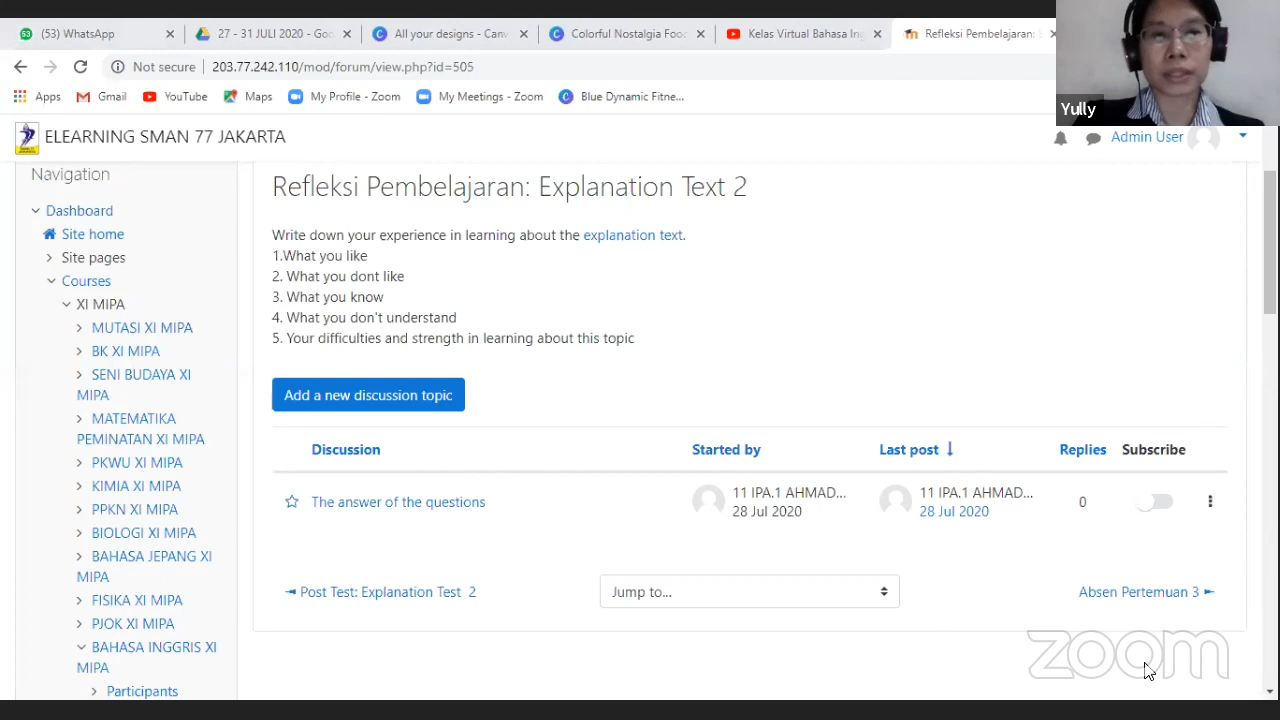 (53) WhatsApp
27 - 31 JULI 2020 - Goo
All your designs - Canv
Colorful Nostalgia Food
Kelas Virtual Bahasa Ing
Refleksi Pembelajaran: E
Not secure
203.77.242.110/mod/forum/view.php?id=505
Apps
Gmail
YouTube
Maps
My Profile - Zoom
My Meetings - Zoom
Blue Dynamic Fitne...
Yully
ELEARNING SMAN 77 JAKARTA
Admin User
Navigation
Dashboard
Site home
Site pages
Courses
XI MIPA
MUTASI XI MIPA
BK XI MIPA
SENI BUDAYA XI
MIPA
MATEMATIKA
PEMINATAN XI MIPA
PKWU XI MIPA
KIMIA XI MIPA
PPKN XI MIPA
BIOLOGI XI MIPA
BAHASA JEPANG XI
MIPA
FISIKA XI MIPA
PJOK XI MIPA
BAHASA INGGRIS XI
MIPA
Participants
Refleksi Pembelajaran: Explanation Text 2
Write down your experience in learning about the explanation text.
1.What you like
2. What you dont like
3. What you know
4. What you don't understand
5. Your difficulties and strength in learning about this topic
Add a new discussion topic
Discussion Started by Last post Replies Subscribe
The answer of the questions
11 IPA.1 AHMAD...
28 Jul 2020
11 IPA.1 AHMAD...
28 Jul 2020
0
Post Test: Explanation Test 2
Jump to...
Absen Pertemuan 3
zoom